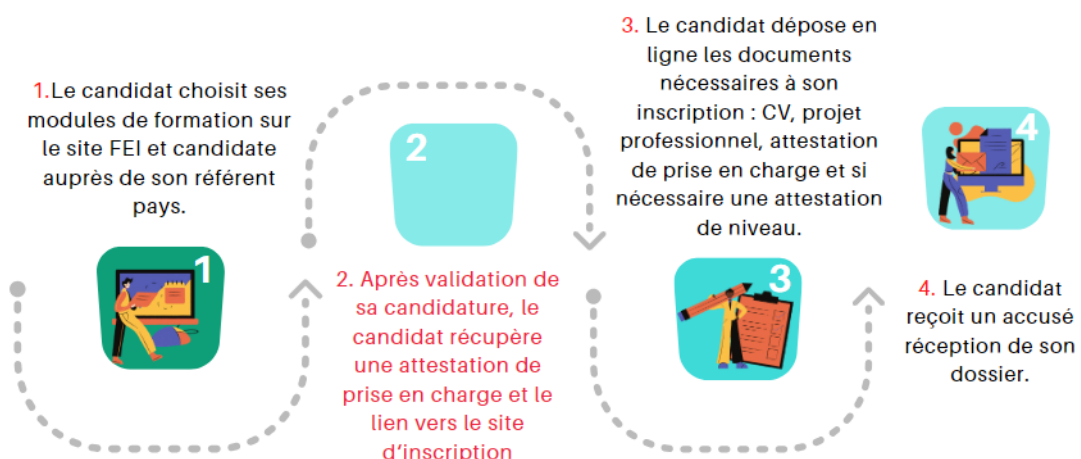 1.Le candidat choisit ses
modules de formation sur
le site FEI et candidate
auprès de son référent
pays.
1
2
2. Après validation de
sa candidature, le
candidat récupère
une attestation de
prise en charge et le
lien vers le site
d'inscription
3. Le candidat dépose en
ligne les documents
nécessaires à son
inscription : CV, projet
professionnel, attestation
de prise en charge et si
nécessaire une attestation
de niveau.
3
4
4. Le candidat
reçoit un accusé
réception de son
dossier.